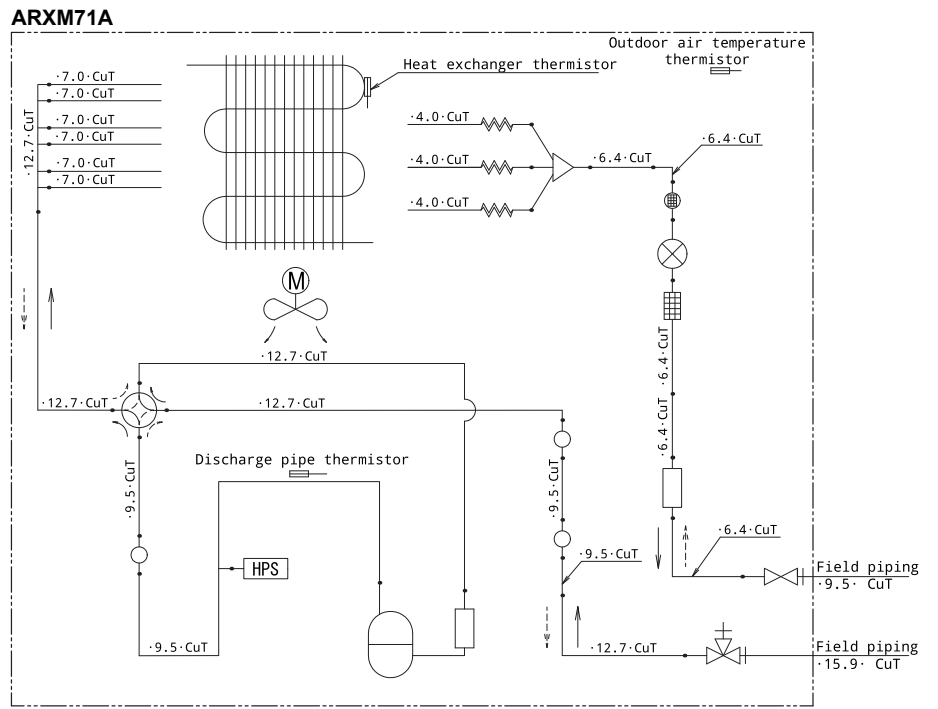 ARXM71A
Outdoor air temperature
thermistor
Heat exchanger thermistor
·7.0·CuT
·7.0·CuT
·7.0·CuT
·7.0·CuT
·7.0·CuT
·7.0·CuT
·12.7·CuT
·4.0·CuT
·4.0·CuT
·4.0·CuT
·6.4·CuT
·6.4·CuT
M
·12.7·CuT
·6.4·CuT
·6.4·CuT
·12.7·CuT
·12.7·CuT
Discharge pipe thermistor
·9.5·CuT
·9.5·CuT
HPS
·9.5·CuT
·6.4·CuT
Field piping
·9.5· CuT
·9.5·CuT
·12.7·CuT
Field piping
·15.9· CuT